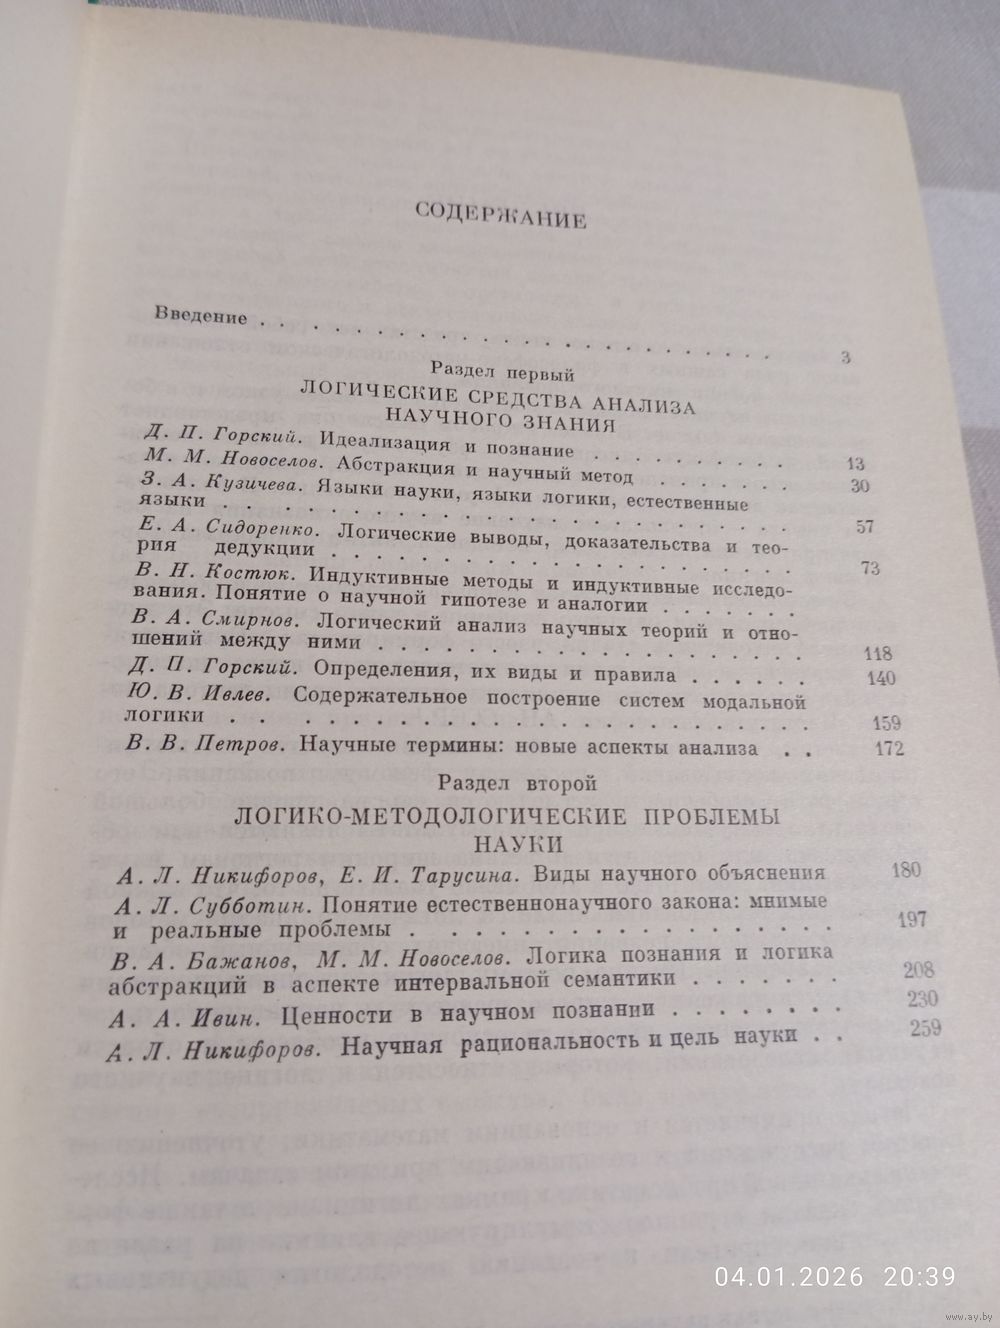 СОДЕРЖАНИЕ
Введение . . . . . . . . . . . . . . . . . . . . . . 3
Раздел первый
ЛОГИЧЕСКИЕ СРЕДСТВА АНАЛИЗА
НАУЧНОГО ЗНАНИЯ
Д. П. Горский. Идеализация и познание . . . . . . . . . 13
М. М. Новоселов. Абстракция и научный метод . . . . . . . 30
З. А. Кузичева. Языки науки, языки логики, естественные
языки . . . . . . . . . . . . . . . . . . . . 57
Е. А. Сидоренко. Логические выводы, доказательства и тео-
рия дедукции . . . . . . . . . . . . . . . . 73
В. Н. Костюк. Индуктивные методы и индуктивные исследо-
вания. Понятие о научной гипотезе и аналогии . . . . . . .
В. А. Смирнов. Логический анализ научных теорий и отно-
шений между ними . . . . . . . . . . . . . . 118
Д. П. Горский. Определения, их виды и правила . . . . . . 140
Ю. В. Ивлев. Содержательное построение систем модальной
логики . . . . . . . . . . . . . . . . . . . 159
В. В. Петров. Научные термины: новые аспекты анализа . . 172
Раздел второй
ЛОГИКО-МЕТОДОЛОГИЧЕСКИЕ ПРОБЛЕМЫ
НАУКИ
А. Л. Никифоров, Е. И. Тарусина. Виды научного объяснения 180
А. Л. Субботин. Понятие естественнонаучного закона: мнимые
и реальные проблемы . . . . . . . . . . . . . 197
В. А. Бажанов, М. М. Новоселов. Логика познания и логика
абстракций в аспекте интервальной семантики . . . . . . . 208
А. А. Ивин. Ценности в научном познании . . . . . . . . 230
А. Л. Никифоров. Научная рациональность и цель науки . . 259
04.01.2026 20:39
www.ay.by